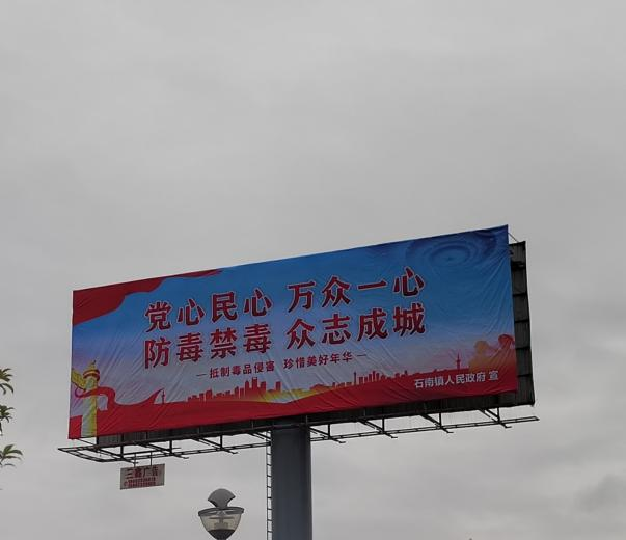 党心民心 万众一心
防毒禁毒 众志成城
—抵制毒品侵害 珍惜美好年华—
石南镇人民政府 宣